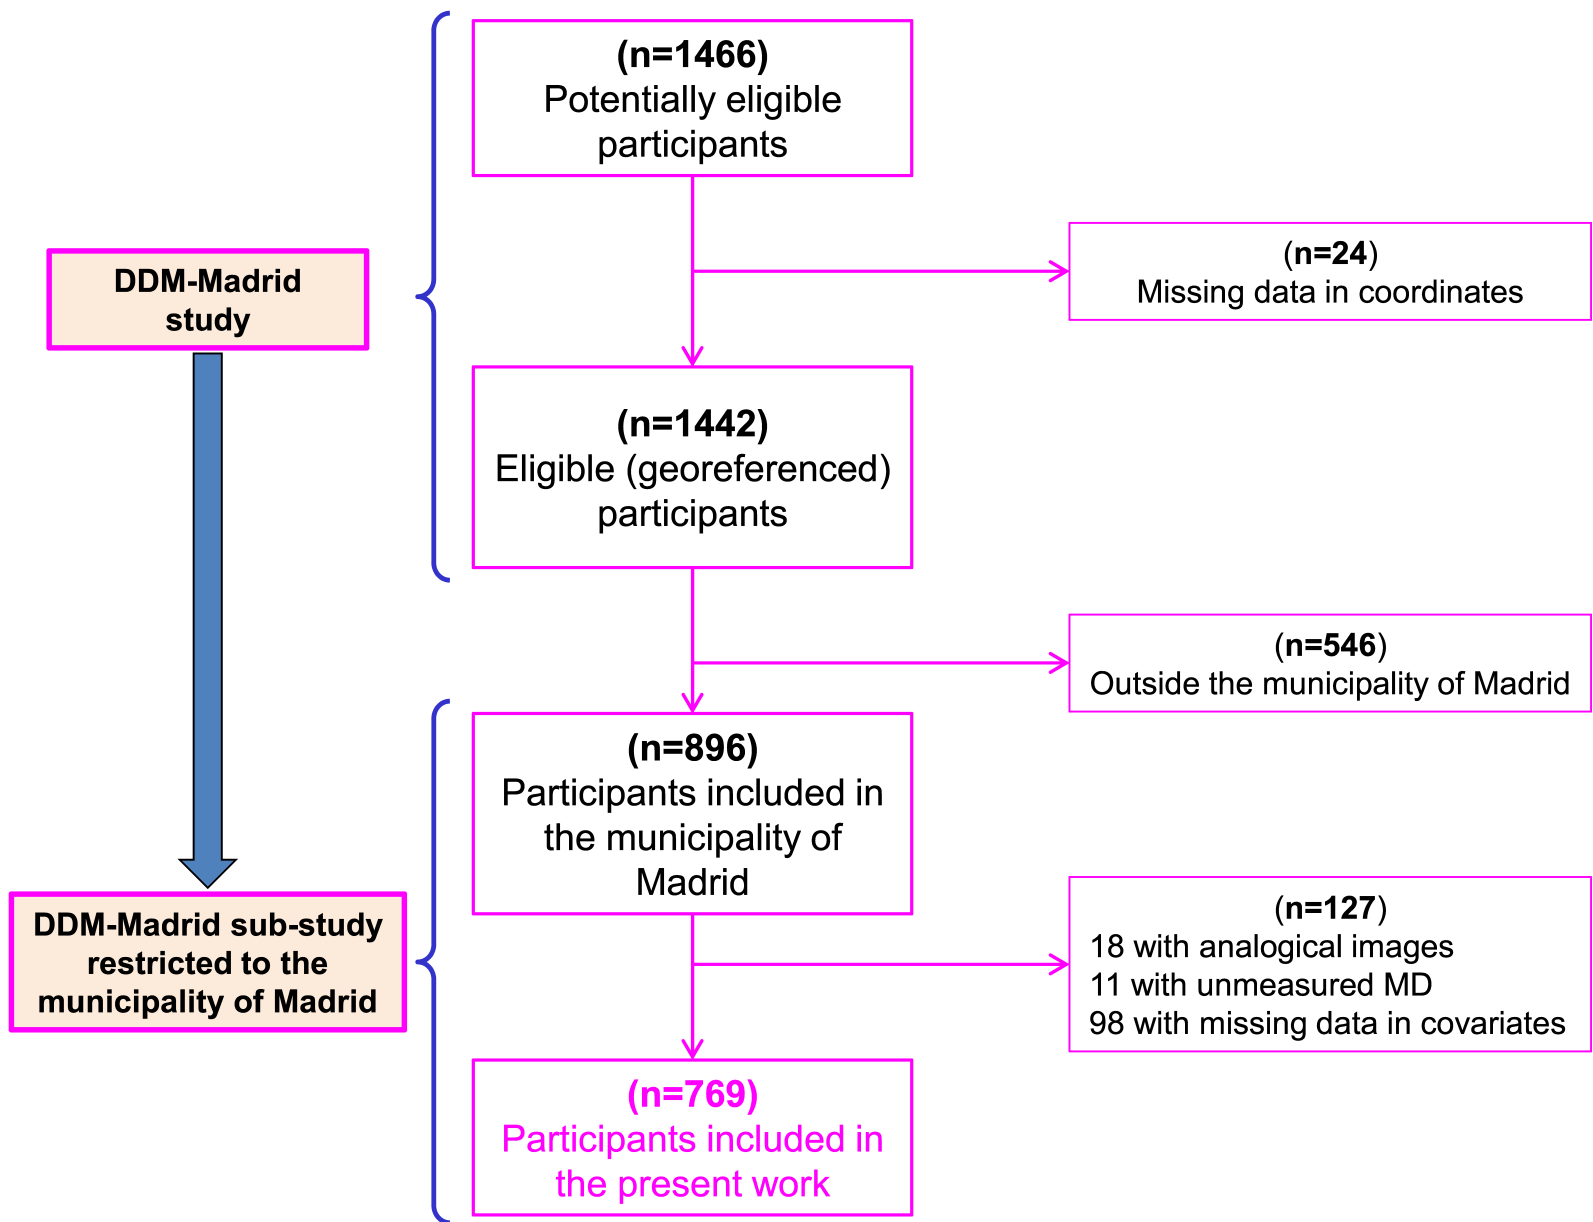 (n=1466)
Potentially eligible
participants
(n=24)
Missing data in coordinates
DDM-Madrid
study
(n=1442)
Eligible (georeferenced)
participants
(n=546)
Outside the municipality of Madrid
(n=896)
Participants included in
the municipality of
Madrid
DDM-Madrid sub-study
restricted to the
municipality of Madrid
(n=127)
18 with analogical images
11 with unmeasured MD
98 with missing data in covariates
(n=769)
Participants included in
the present work